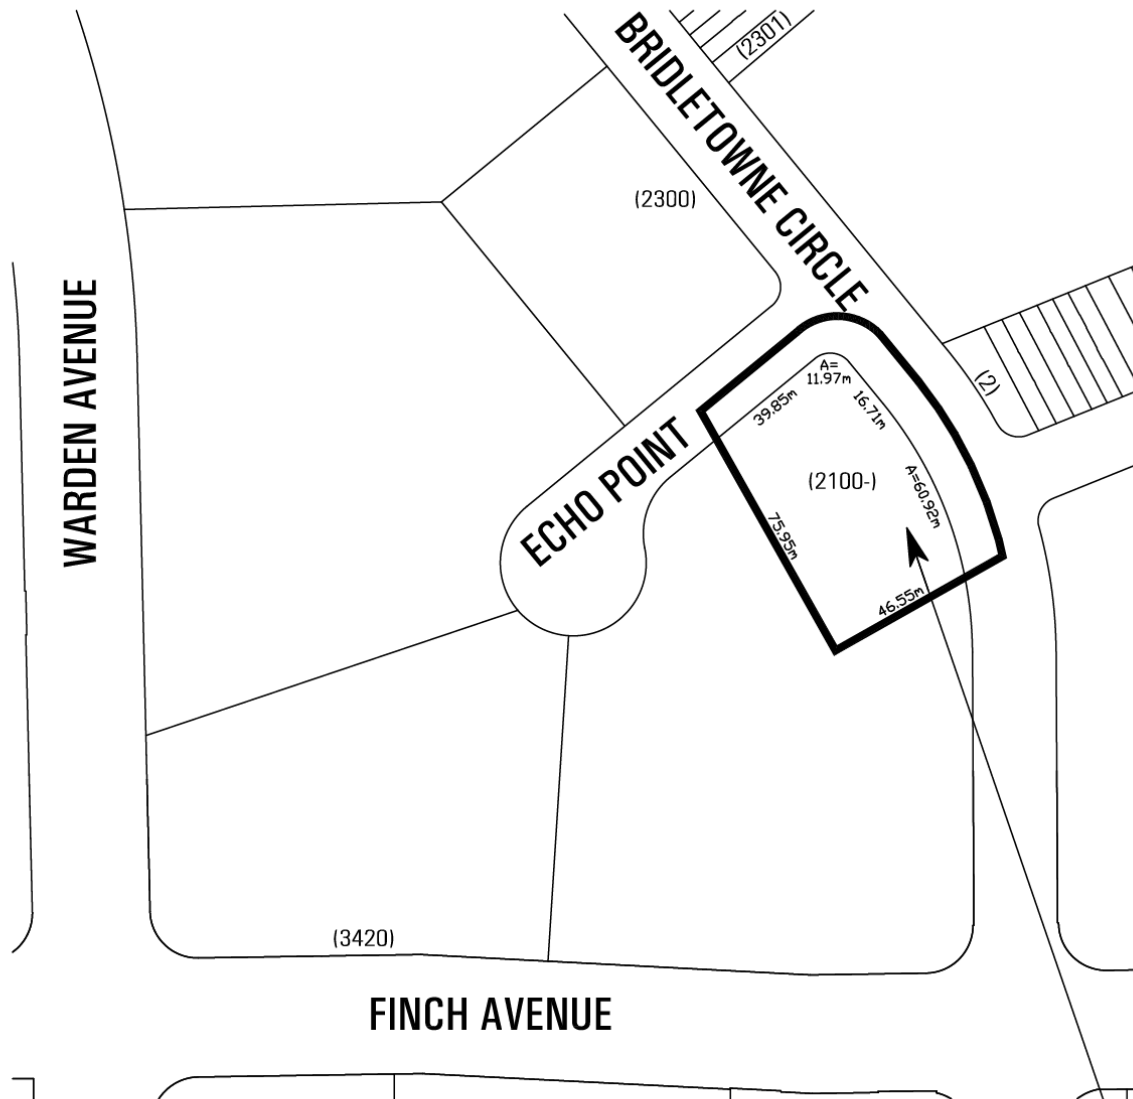 BRIDLETOWNE CIRCLE
(2301)
(2300)
WARDEN AVENUE
A=
11.97m
39.85m
16.71m
(2)
ECHO POINT
(2100-)
A=60.92m
75.95m
46.55m
(3420)
FINCH AVENUE